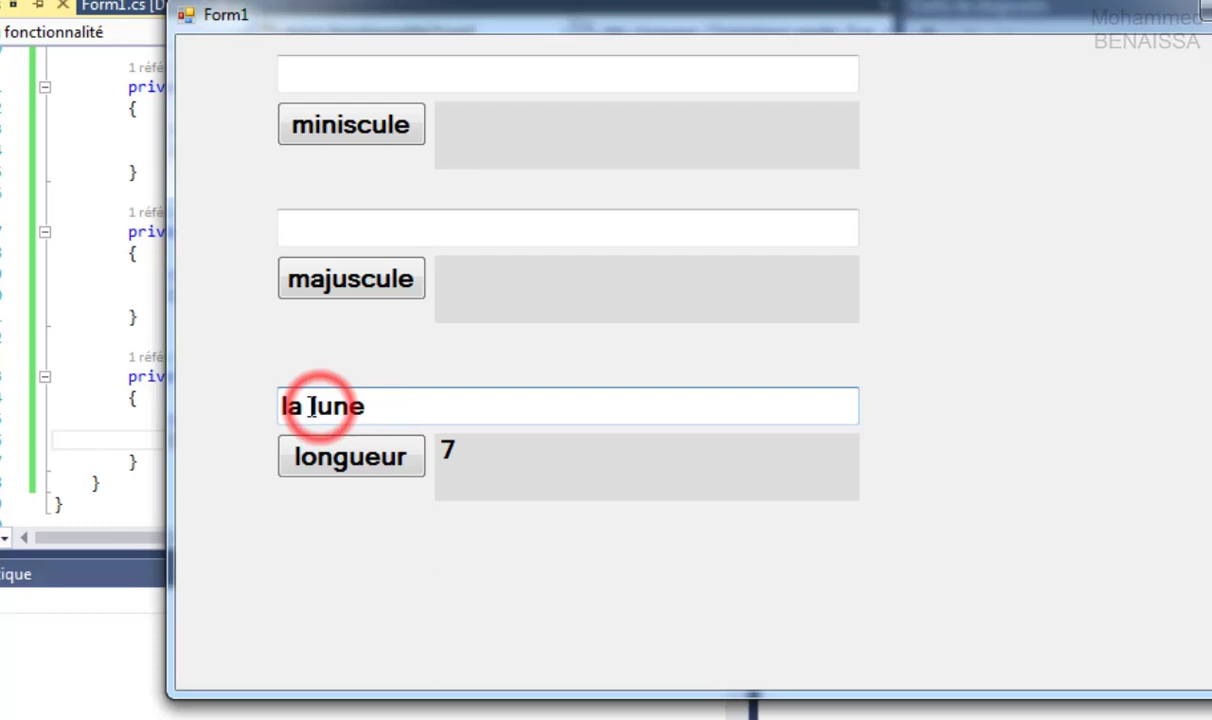 Form1.cs [D
Form1
Mohammed
BENAISSA
fonctionnalité
1 réfé
priv
{
}
miniscule
1 réfé
priv
{
}
majuscule
1 réfé
priv
{
}
}
}
la lune
longueur
7
tique